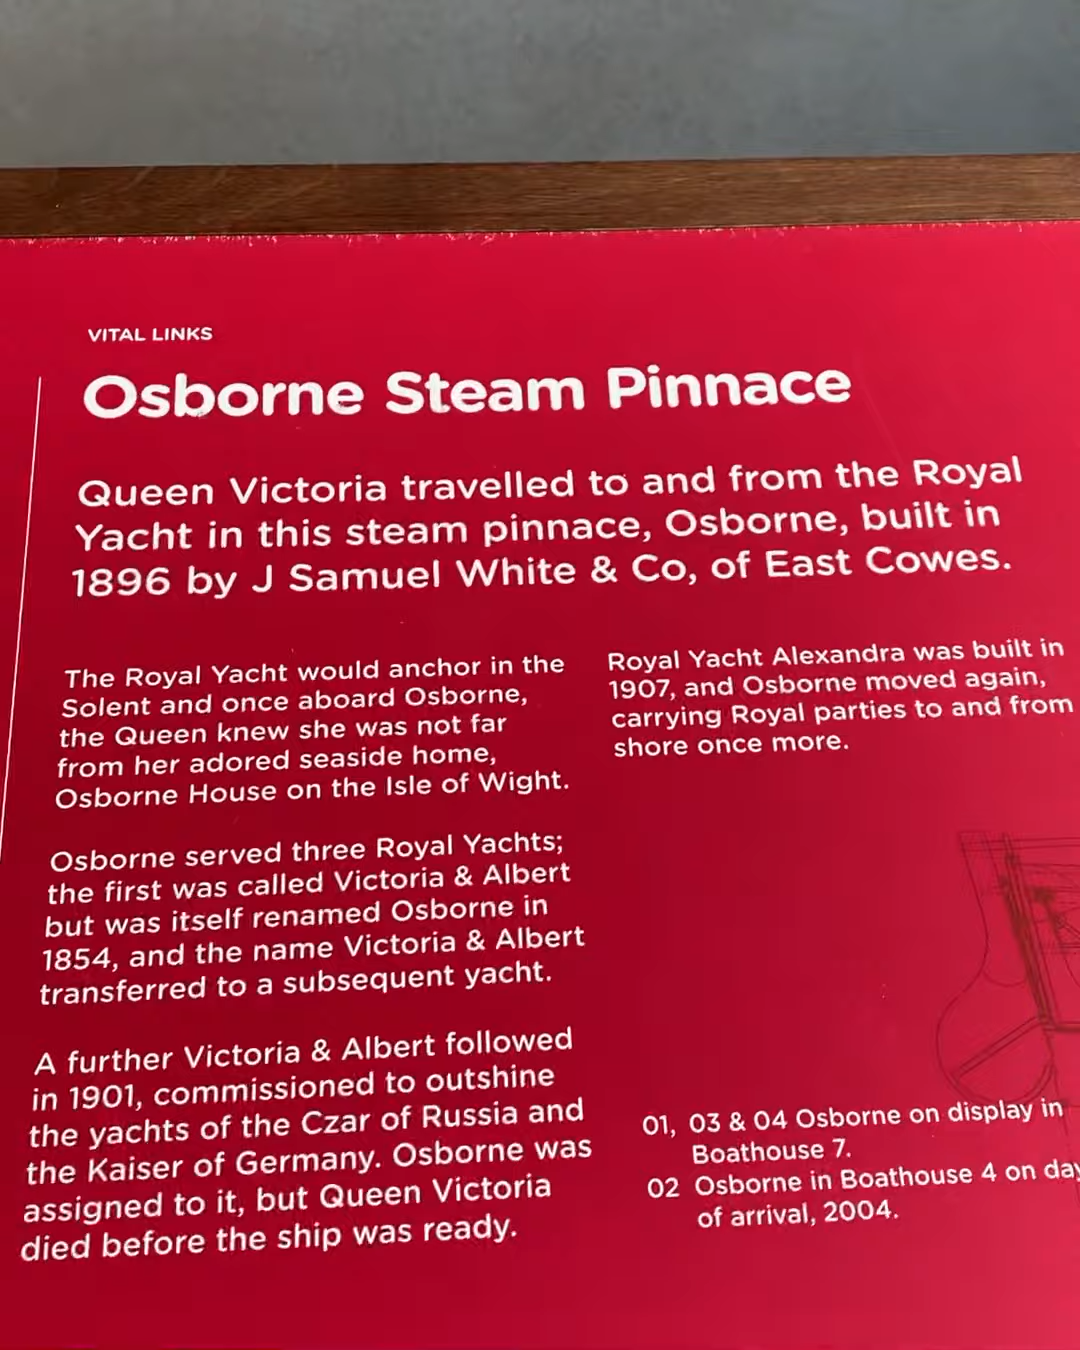 VITAL LINKS
Osborne Steam Pinnace
Queen Victoria travelled to and from the Royal
Yacht in this steam pinnace, Osborne, built in
1896 by J Samuel White & Co, of East Cowes.
The Royal Yacht would anchor in the
Solent and once aboard Osborne,
the Queen knew she was not far
from her adored seaside home,
Osborne House on the Isle of Wight.
Osborne served three Royal Yachts;
the first was called Victoria & Albert
but was itself renamed Osborne in
1854, and the name Victoria & Albert
transferred to a subsequent yacht.
A further Victoria & Albert followed
in 1901, commissioned to outshine
the yachts of the Czar of Russia and
the Kaiser of Germany. Osborne was
assigned to it, but Queen Victoria
died before the ship was ready.
Royal Yacht Alexandra was built in
1907, and Osborne moved again,
carrying Royal parties to and from
shore once more.
01, 03 & 04 Osborne on display in
Boathouse 7.
02 Osborne in Boathouse 4 on day
of arrival, 2004.